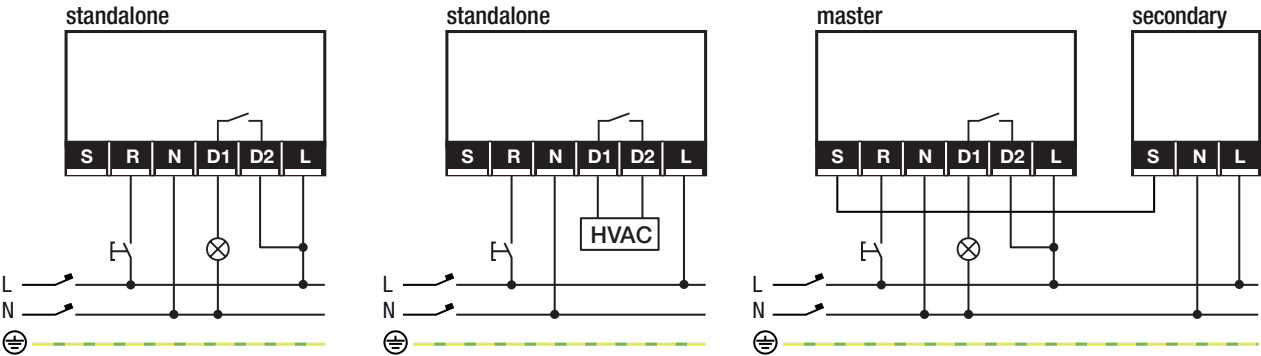 standalone
S R N D1 D2 L
L
N
standalone
S R N D1 D2 L
HVAC
L
N
master
S R N D1 D2 L
secondary
S N L
L
N